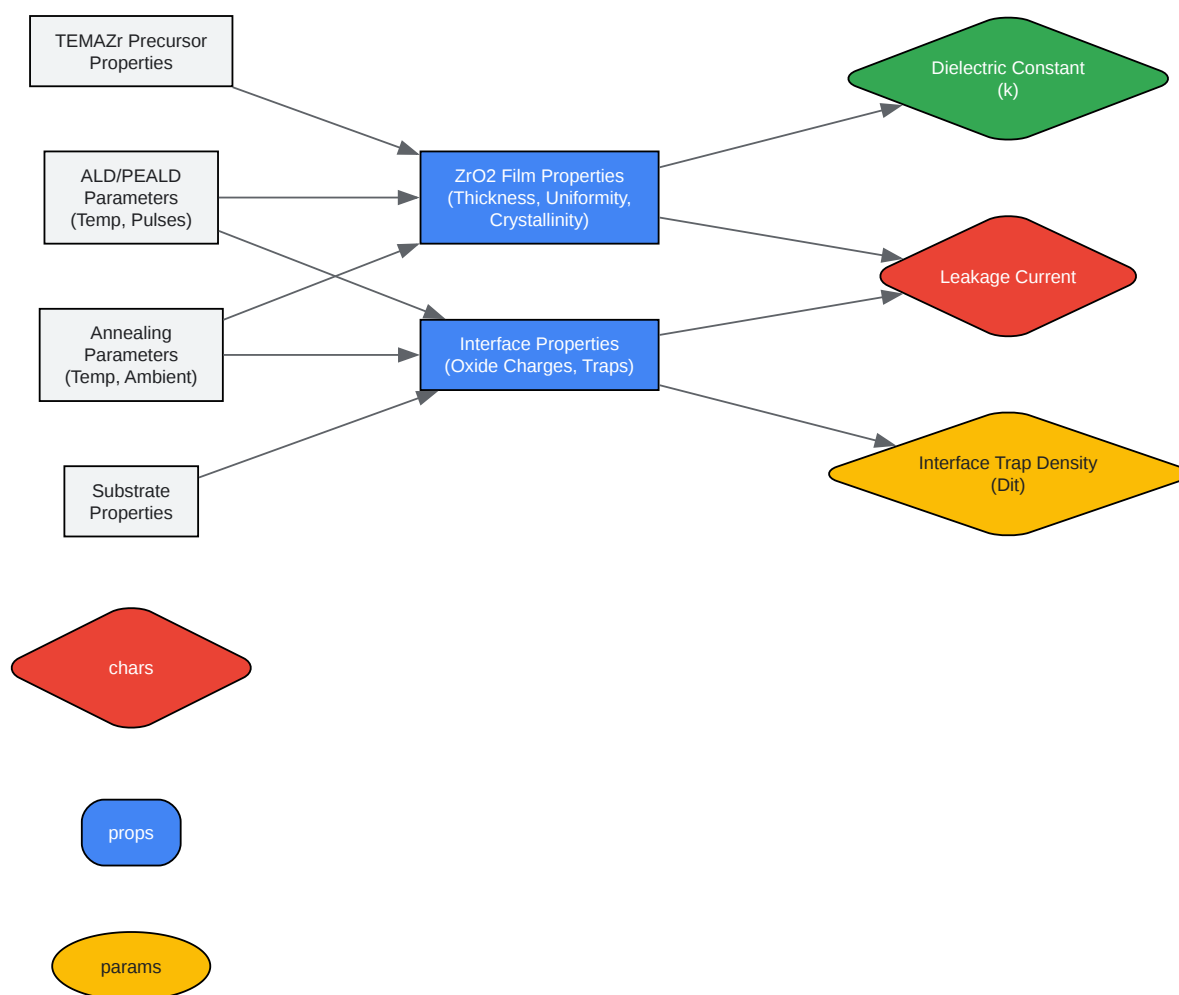 TEMAZr Precursor
Properties
ALD/PEALD
Parameters
(Temp, Pulses)
Annealing
Parameters
(Temp, Ambient)
Substrate
Properties
ZrO2 Film Properties
(Thickness, Uniformity,
Crystallinity)
Interface Properties
(Oxide Charges, Traps)
Dielectric Constant
(k)
Leakage Current
Interface Trap Density
(Dit)
chars
props
params